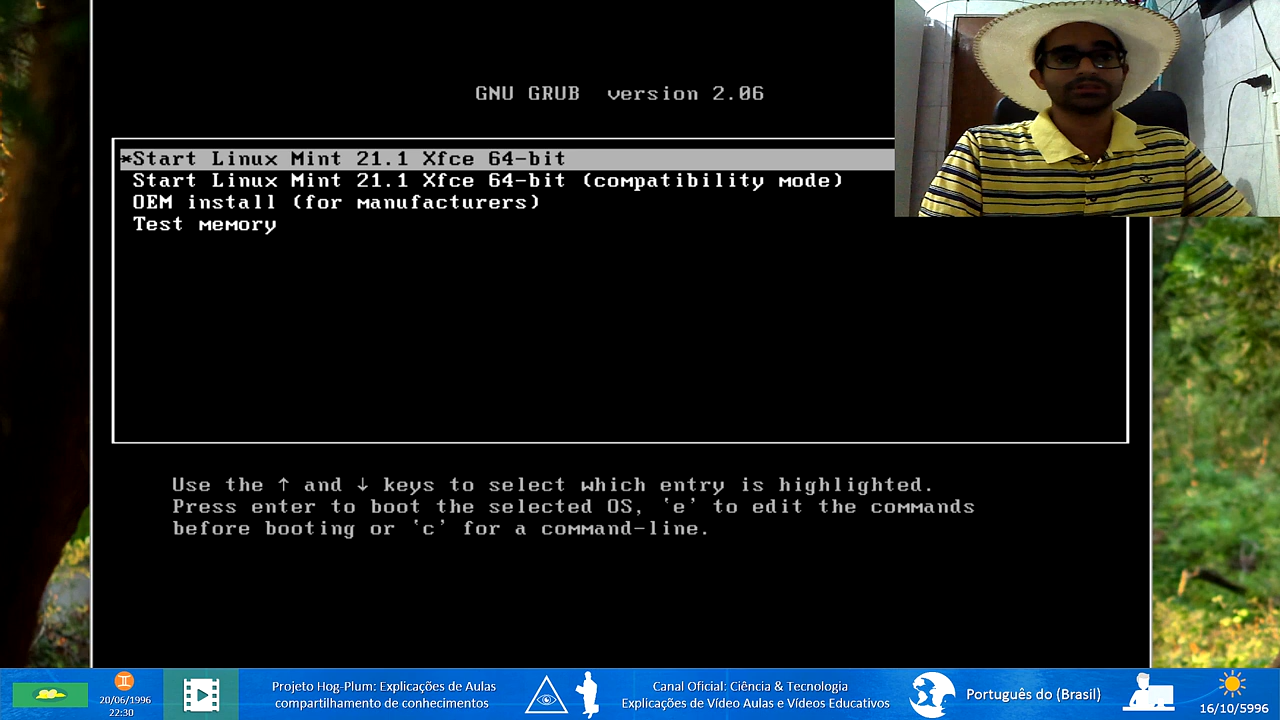 GNU GRUB version 2.06
*Start Linux Mint 21.1 Xfce 64-bit
Start Linux Mint 21.1 Xfce 64-bit (compatibility mode)
OEM install (for manufacturers)
Test memory
Use the ↑ and ↓ keys to select which entry is highlighted.
Press enter to boot the selected OS, `e' to edit the commands
before booting or `c' for a command-line.
20/06/1996
22:30
Projeto Hog-Plum: Explicações de Aulas
compartilhamento de conhecimentos
Canal Oficial: Ciência & Tecnologia
Explicações de Vídeo Aulas e Vídeos Educativos
Português do (Brasil)
16/10/5996